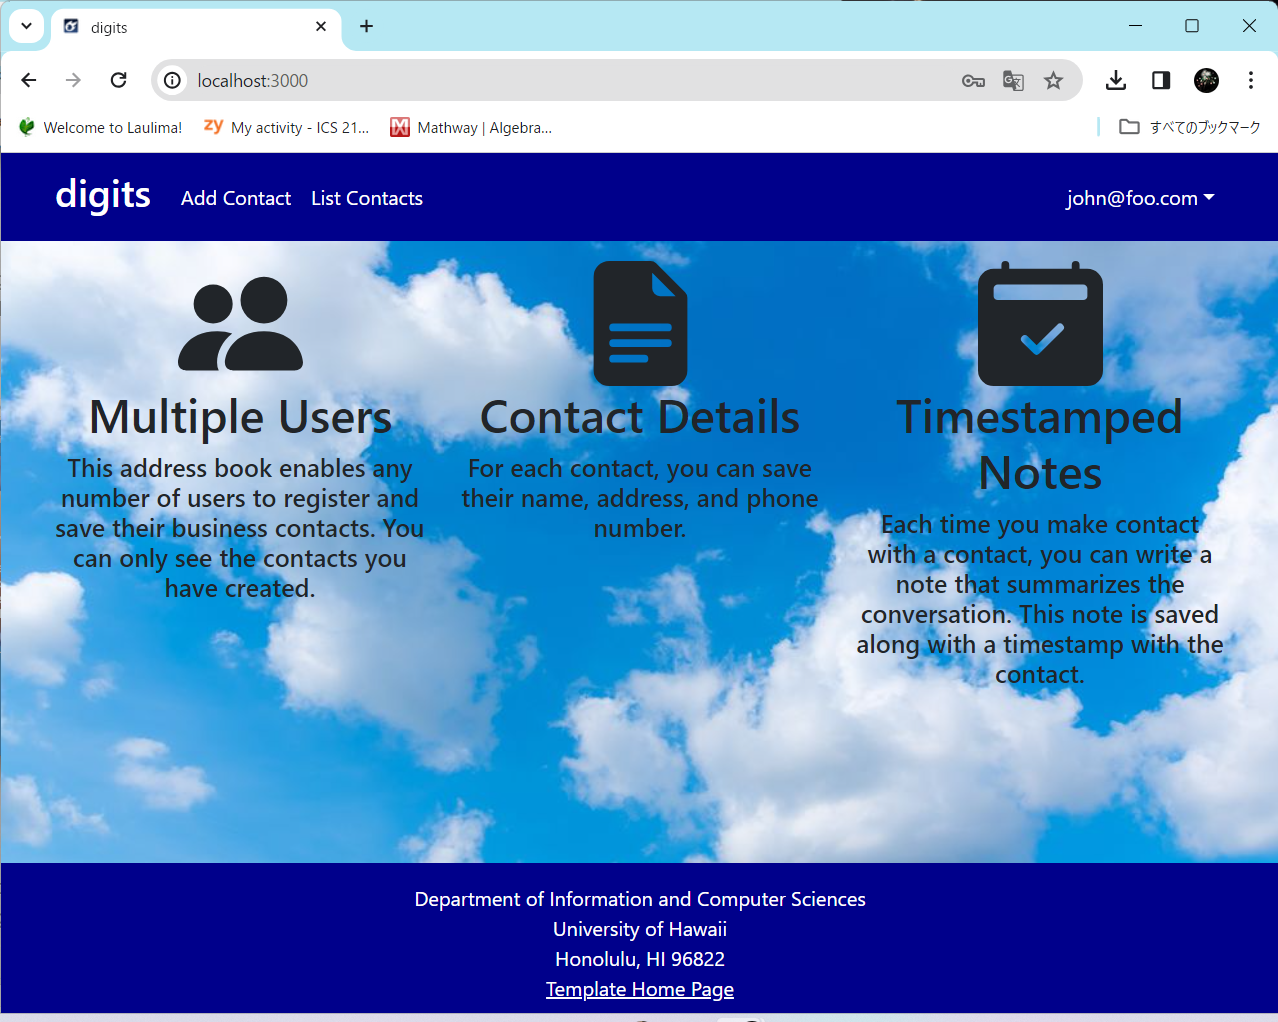 digits
localhost:3000
Welcome to Laulima!
zy My activity - ICS 21...
Mathway | Algebra...
すべてのブックマーク
digits
Add Contact
List Contacts
john@foo.com
Multiple Users
This address book enables any
number of users to register and
save their business contacts. You
can only see the contacts you
have created.
Contact Details
For each contact, you can save
their name, address, and phone
number.
Timestamped
Notes
Each time you make contact
with a contact, you can write a
note that summarizes the
conversation. This note is saved
along with a timestamp with the
contact.
Department of Information and Computer Sciences
University of Hawaii
Honolulu, HI 96822
Template Home Page